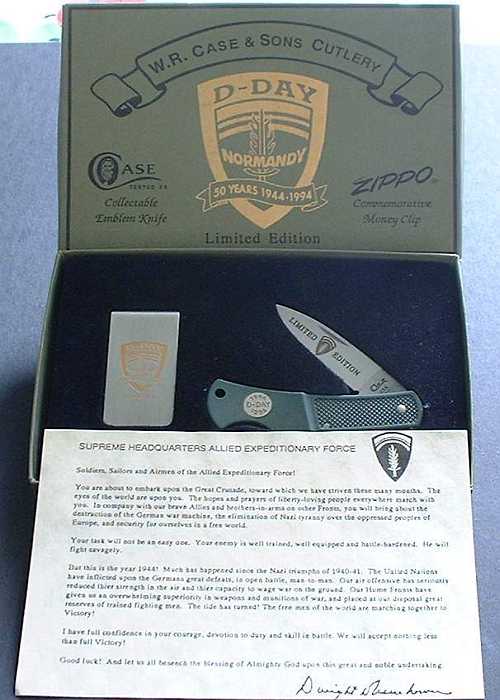 W.R. CASE & SONS CUTLERY
D-DAY
NORMANDY
50 YEARS 1944-1994
CASE
TESTED XX
Collectable
Emblem Knife
ZIPPO
Commemorative
Money Clip
Limited Edition
D-DAY
NORMANDY
LIMITED EDITION
CASE
D-DAY
SUPREME HEADQUARTERS ALLIED EXPEDITIONARY FORCE
Soldiers, Sailors and Airmen of the Allied Expeditionary Force!
You are about to embark upon the Great Crusade, toward which we have striven these many months. The
eyes of the world are upon you. The hopes and prayers of liberty-loving people everywhere march with
you. In company with our brave Allies and brothers-in-arms on other Fronts, you will bring about the
destruction of the German war machine, the elimination of Nazi tyranny over the oppressed peoples of
Europe, and security for ourselves in a free world.
Your task will not be an easy one. Your enemy is well trained, well equipped and battle-hardened. He will
fight savagely.
But this is the year 1944! Much has happened since the Nazi triumphs of 1940-41. The United Nations
have inflicted upon the Germans great defeats, in open battle, man-to-man. Our air offensive has seriously
reduced their strength in the air and their capacity to wage war on the ground. Our Home Fronts have
given us an overwhelming superiority in weapons and munitions of war, and placed at our disposal great
reserves of trained fighting men. The tide has turned! The free men of the world are marching together to
Victory!
I have full confidence in your courage, devotion to duty and skill in battle. We will accept nothing less
than full Victory!
Good luck! And let us all beseech the blessing of Almighty God upon this great and noble undertaking.
Dwight Eisenhower